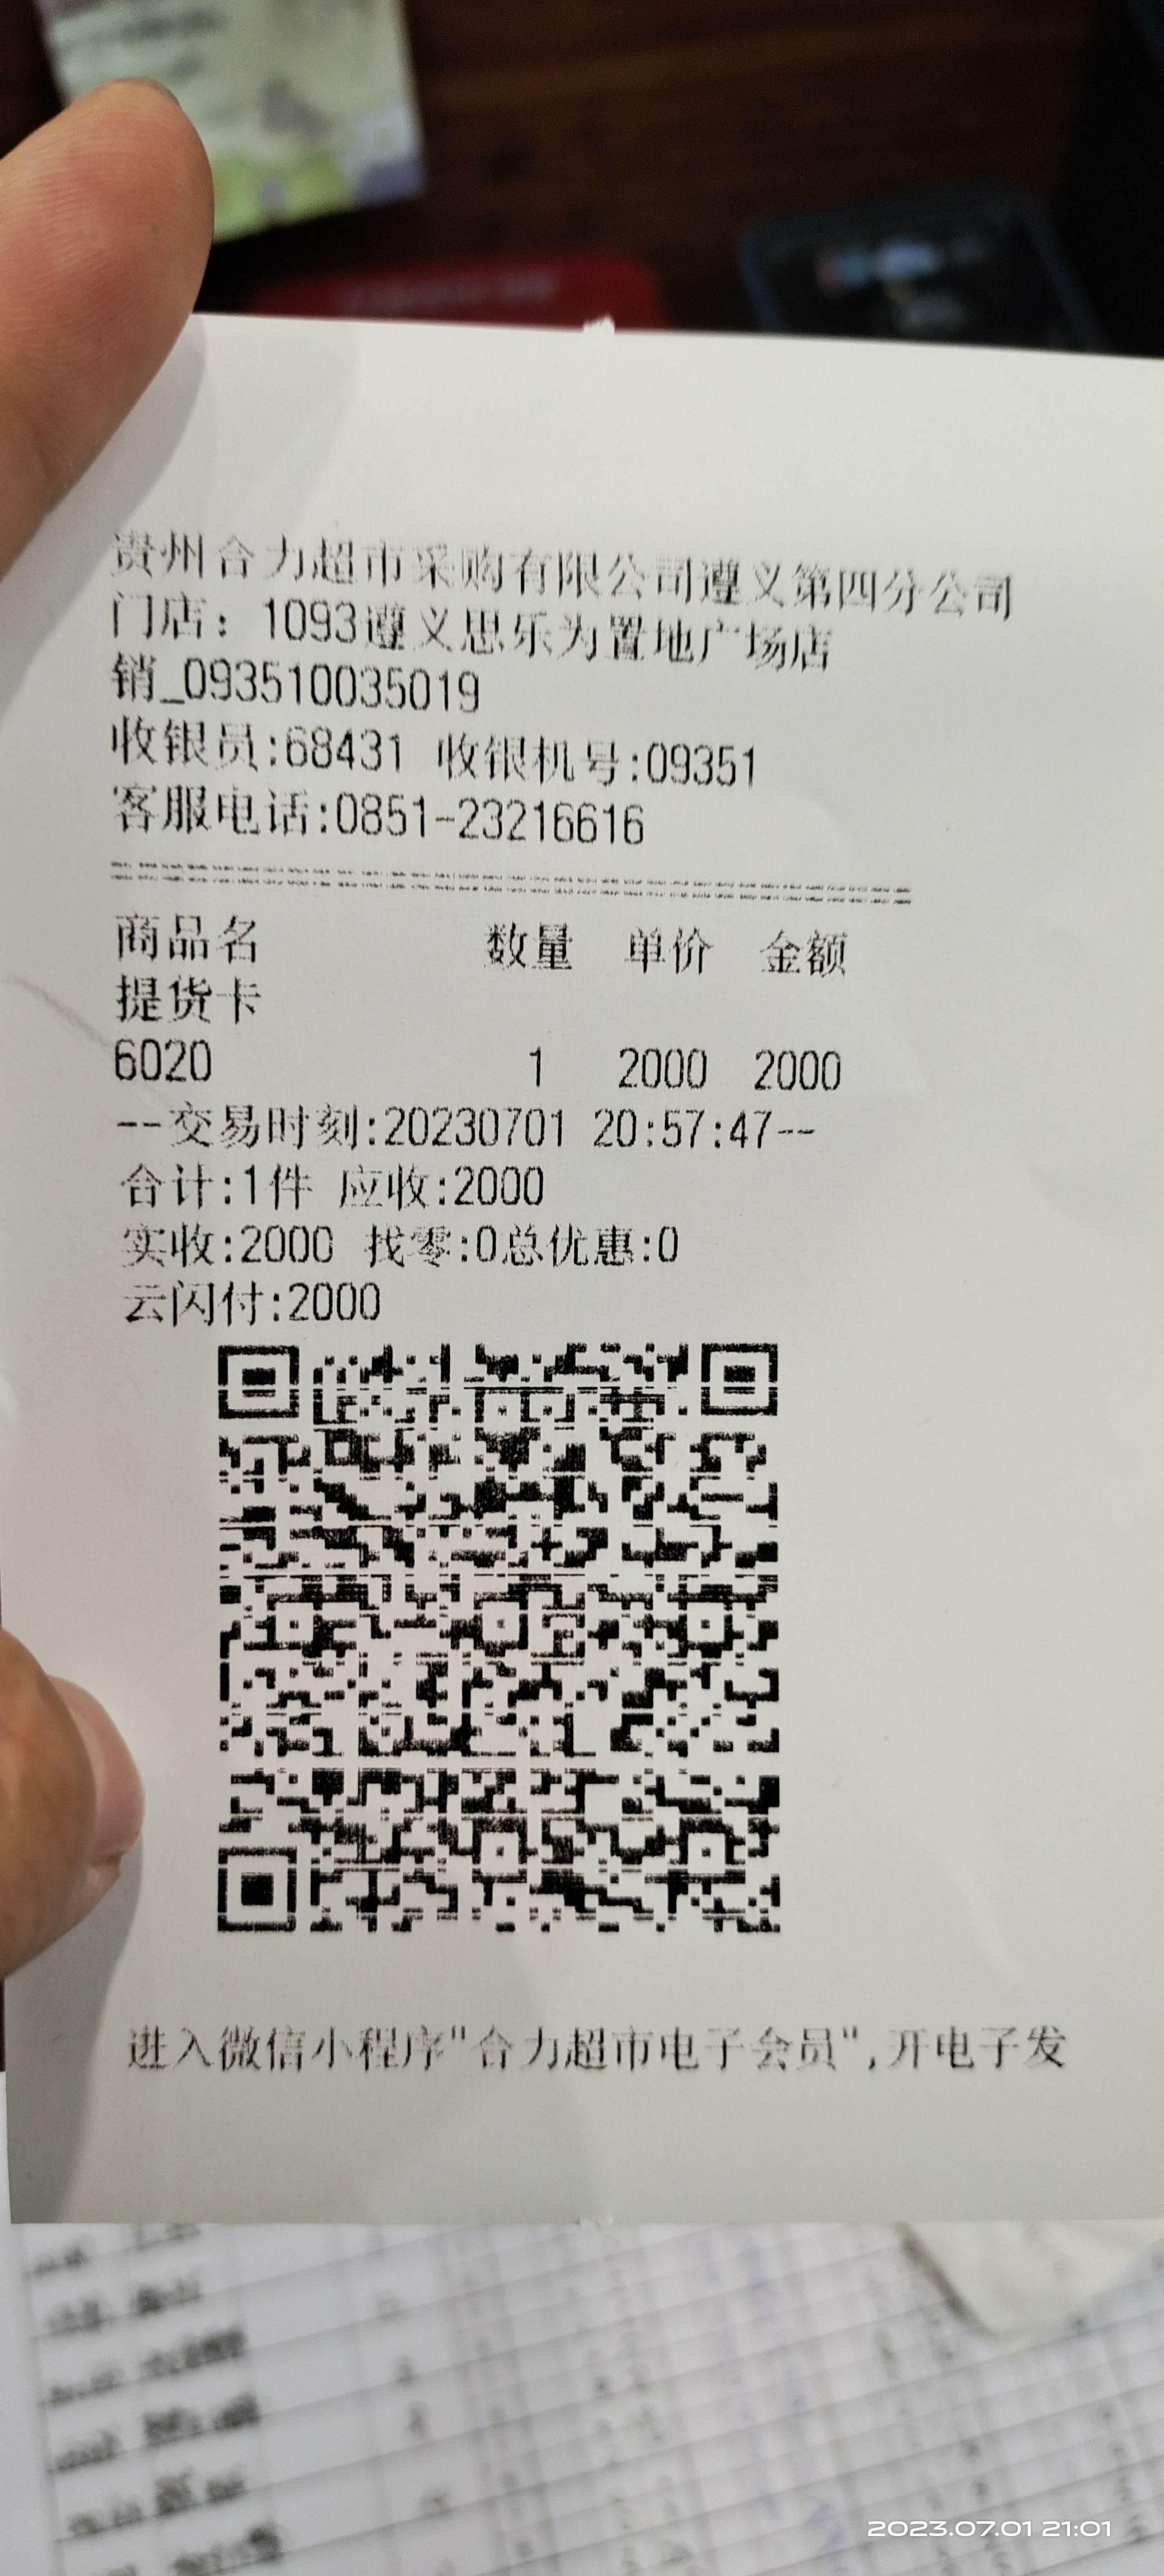 贵州合力超市采购有限公司遵义第四分公司
门店：1093遵义思乐为置地广场店
销_093510035019
收银员:68431 收银机号:09351
客服电话:0851-23216616
商品名 数量 单价 金额
提货卡
6020 1 2000 2000
--交易时刻:20230701 20:57:47--
合计:1件 应收:2000
实收:2000 找零:0总优惠:0
云闪付:2000
进入微信小程序"合力超市电子会员",开电子发
2023.07.01 21:01